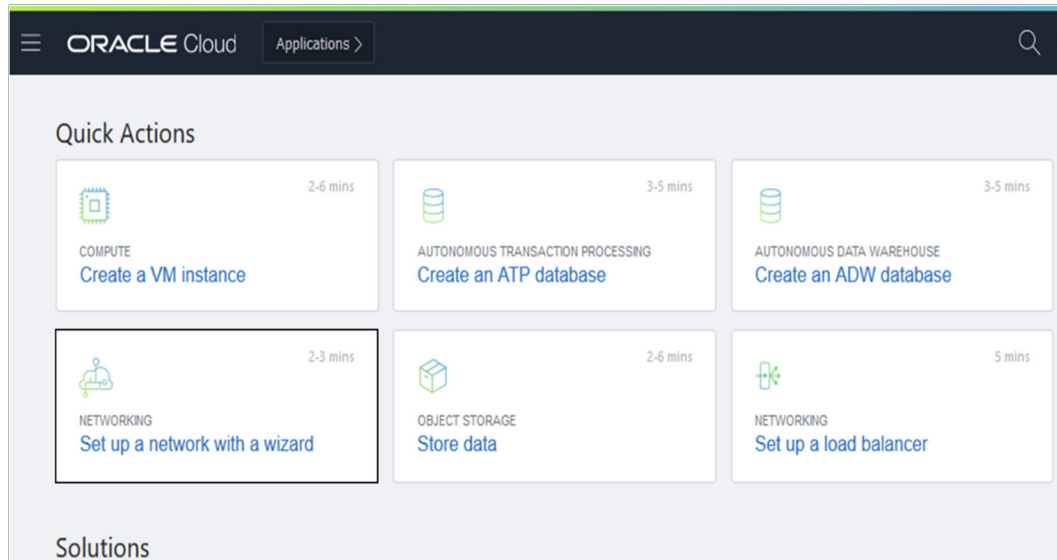 ORACLE Cloud
Applications >
Quick Actions
2-6 mins
COMPUTE
Create a VM instance
3-5 mins
AUTONOMOUS TRANSACTION PROCESSING
Create an ATP database
3-5 mins
AUTONOMOUS DATA WAREHOUSE
Create an ADW database
2-3 mins
NETWORKING
Set up a network with a wizard
2-6 mins
OBJECT STORAGE
Store data
5 mins
NETWORKING
Set up a load balancer
Solutions